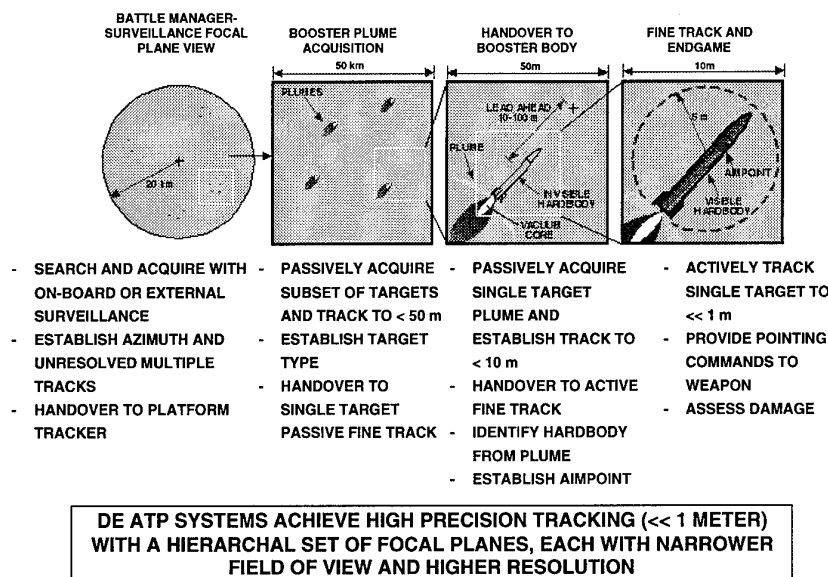 BATTLE MANAGER-
SURVEILLANCE FOCAL
PLANE VIEW
20 km
- SEARCH AND ACQUIRE WITH
ON-BOARD OR EXTERNAL
SURVEILLANCE
- ESTABLISH AZIMUTH AND
UNRESOLVED MULTIPLE
TRACKS
- HANDOVER TO PLATFORM
TRACKER
BOOSTER PLUME
ACQUISITION
50 km
PLUMES
- PASSIVELY ACQUIRE
SUBSET OF TARGETS
AND TRACK TO < 50 m
- ESTABLISH TARGET
TYPE
- HANDOVER TO
SINGLE TARGET
PASSIVE FINE TRACK
HANDOVER TO
BOOSTER BODY
50m
LEAD AHEAD
10-100 m
PLUME
INVISIBLE
HARDBODY
VACUUB
CORE
- PASSIVELY ACQUIRE
SINGLE TARGET
PLUME AND
ESTABLISH TRACK TO
< 10 m
- HANDOVER TO ACTIVE
FINE TRACK
- IDENTIFY HARDBODY
FROM PLUME
- ESTABLISH AIMPOINT
FINE TRACK AND
ENDGAME
10m
5 m
AIMPOINT
VISIBLE
HARDBODY
- ACTIVELY TRACK
SINGLE TARGET TO
<< 1 m
- PROVIDE POINTING
COMMANDS TO
WEAPON
- ASSESS DAMAGE
DE ATP SYSTEMS ACHIEVE HIGH PRECISION TRACKING (<< 1 METER)
WITH A HIERARCHAL SET OF FOCAL PLANES, EACH WITH NARROWER
FIELD OF VIEW AND HIGHER RESOLUTION